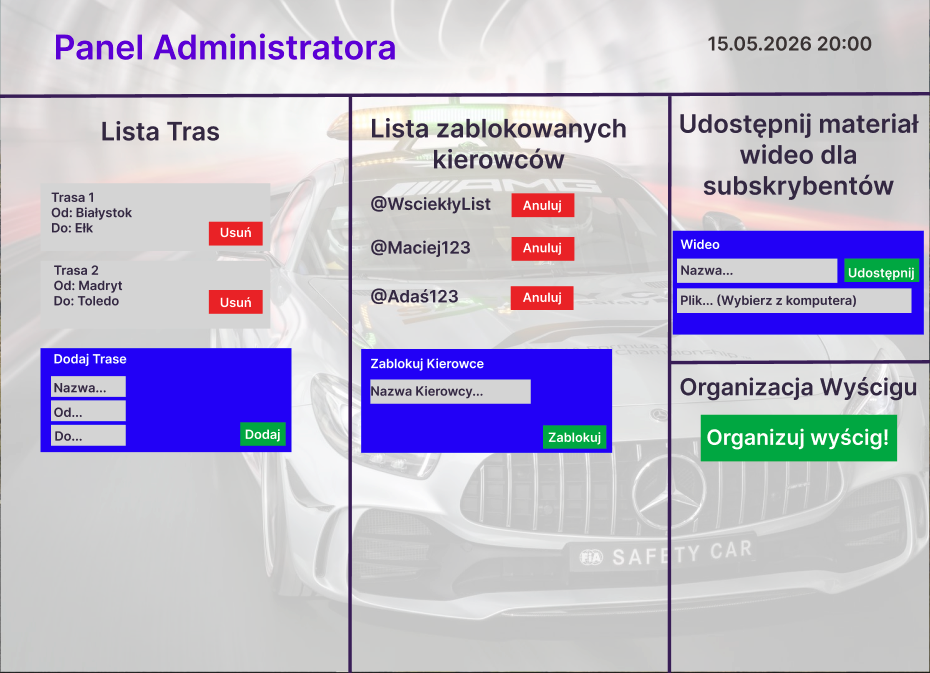 Panel Administratora
15.05.2026 20:00
Lista Tras
Trasa 1
Od: Białystok
Do: Ełk
Usuń
Trasa 2
Od: Madryt
Do: Toledo
Usuń
Dodaj Trase
Nazwa...
Od...
Do...
Dodaj
Lista zablokowanych
kierowców
@WsciekłyList
Anuluj
@Maciej123
Anuluj
@Adaś123
Anuluj
Zablokuj Kierowce
Nazwa Kierowcy...
Zablokuj
Udostępnij materiał
wideo dla
subskrybentów
Wideo
Nazwa...
Udostępnij
Plik... (Wybierz z komputera)
Organizacja Wyścigu
Organizuj wyścig!
AMG
FIA SAFETY CAR